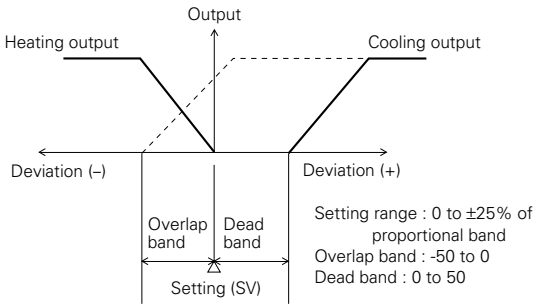 Output
Heating output
Cooling output
Deviation (–)
Deviation (+)
Overlap
band
Dead
band
Setting (SV)
Setting range : 0 to ±25% of
proportional band
Overlap band : -50 to 0
Dead band : 0 to 50